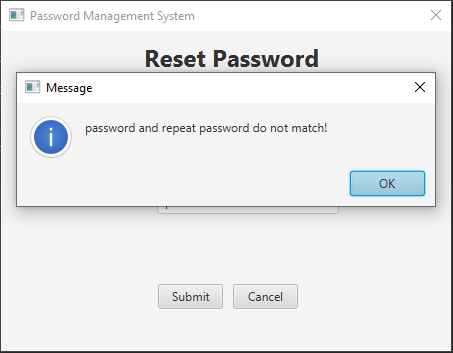 Password Management System
Reset Password
Message
password and repeat password do not match!
OK
Submit
Cancel